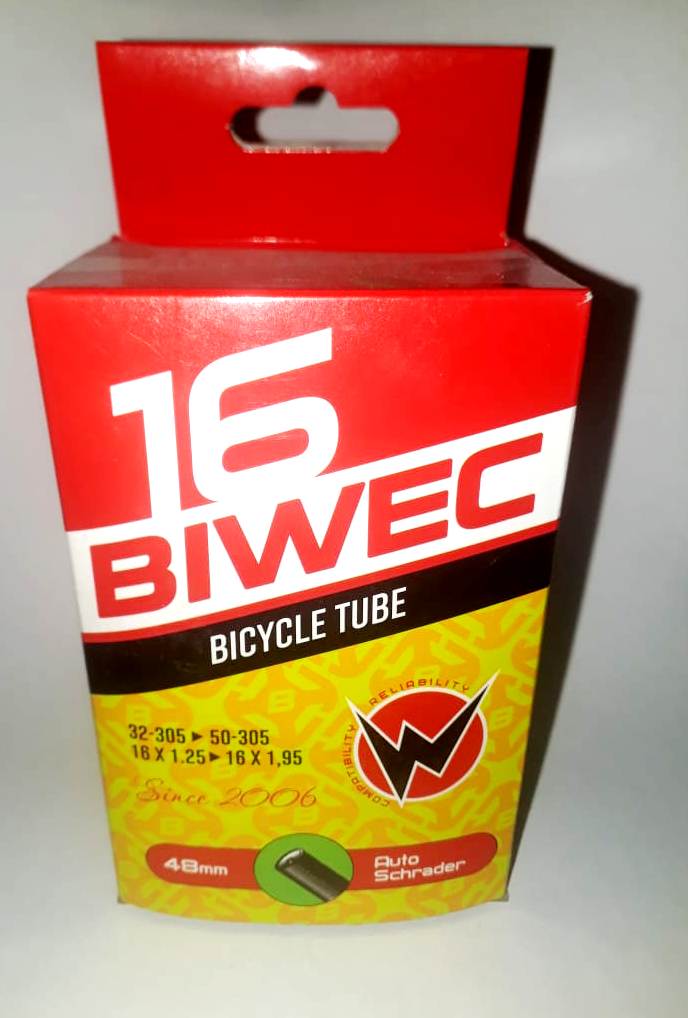 16
BIWEC
BICYCLE TUBE
RELIABILITY
COMPATIBILITY
W
32-305 ▸ 50-305
16 X 1.25 ▸ 16 X 1,95
Since 2006
48mm
Auto
Schrader